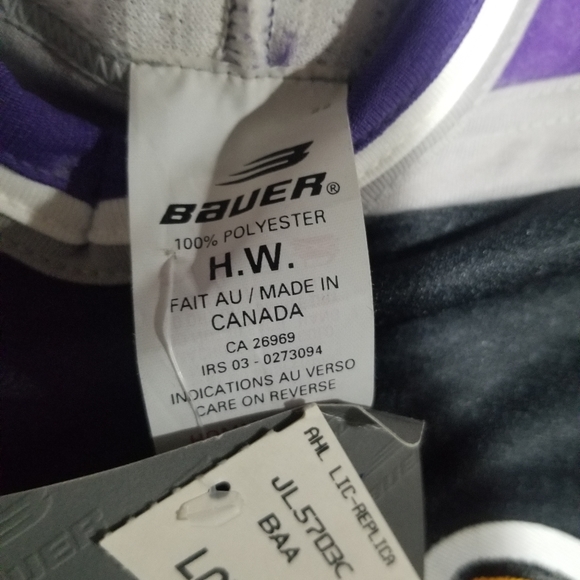 BAUER®
100% POLYESTER
H.W.
FAIT AU / MADE IN
CANADA
CA 26969
IRS 03 - 0273094
INDICATIONS AU VERSO
CARE ON REVERSE
AHL LIC-REPLICA
JL5703C
BAA